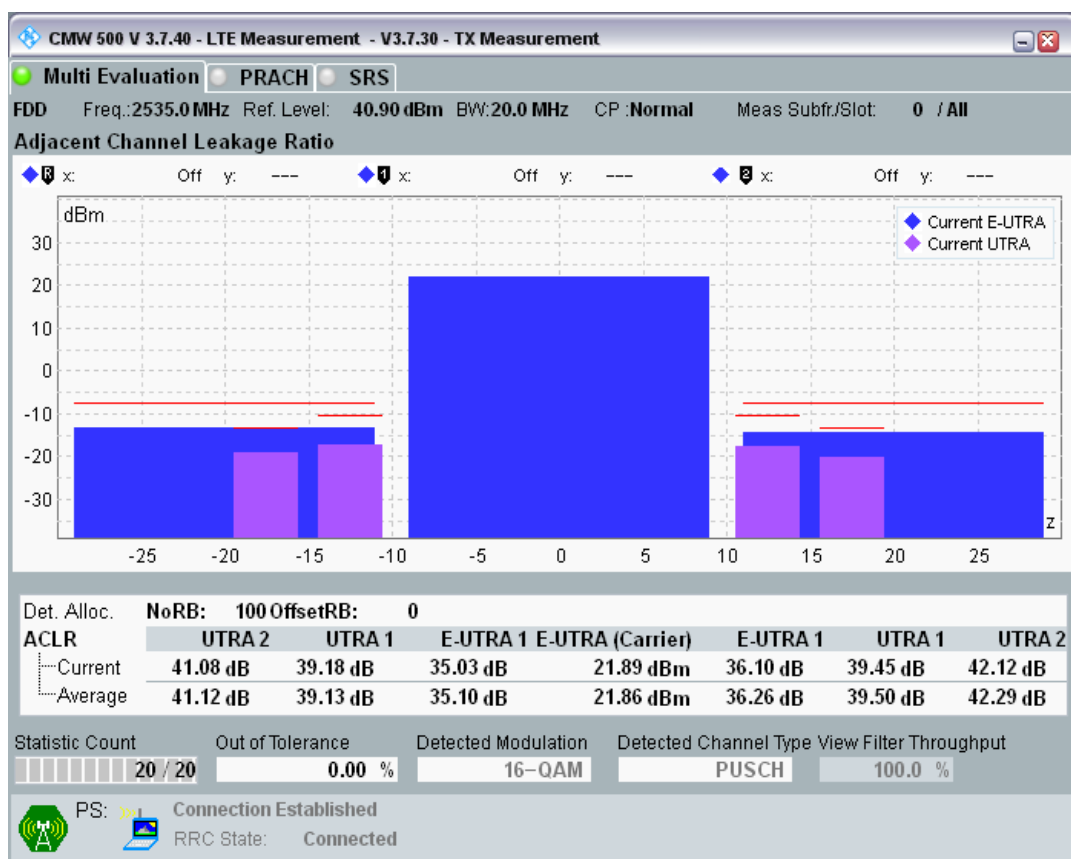 CMW 500 V 3.7.40 - LTE Measurement - V3.7.30 - TX Measurement
Multi Evaluation PRACH SRS
FDD Freq.:2535.0 MHz Ref. Level: 40.90 dBm BW:20.0 MHz CP :Normal Meas Subfr./Slot: 0 / All
Adjacent Channel Leakage Ratio
R x: Off y: --- 1 x: Off y: --- 2 x: Off y: ---
dBm
Current E-UTRA
Current UTRA
30
20
10
0
-10
-20
-30
z
-25 -20 -15 -10 -5 0 5 10 15 20 25
Det. Alloc. NoRB: 100 OffsetRB: 0
ACLR UTRA 2 UTRA 1 E-UTRA 1 E-UTRA (Carrier) E-UTRA 1 UTRA 1 UTRA 2
Current 41.08 dB 39.18 dB 35.03 dB 21.89 dBm 36.10 dB 39.45 dB 42.12 dB
Average 41.12 dB 39.13 dB 35.10 dB 21.86 dBm 36.26 dB 39.50 dB 42.29 dB
Statistic Count Out of Tolerance Detected Modulation Detected Channel Type View Filter Throughput
20 / 20 0.00 % 16-QAM PUSCH 100.0 %
PS: Connection Established
RRC State: Connected